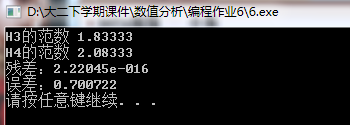 D:\大二下学期课件\数值分析\编程作业6\6.exe
H3的范数 1.83333
H4的范数 2.08333
残差：2.22045e-016
误差：0.700722
请按任意键继续. . .